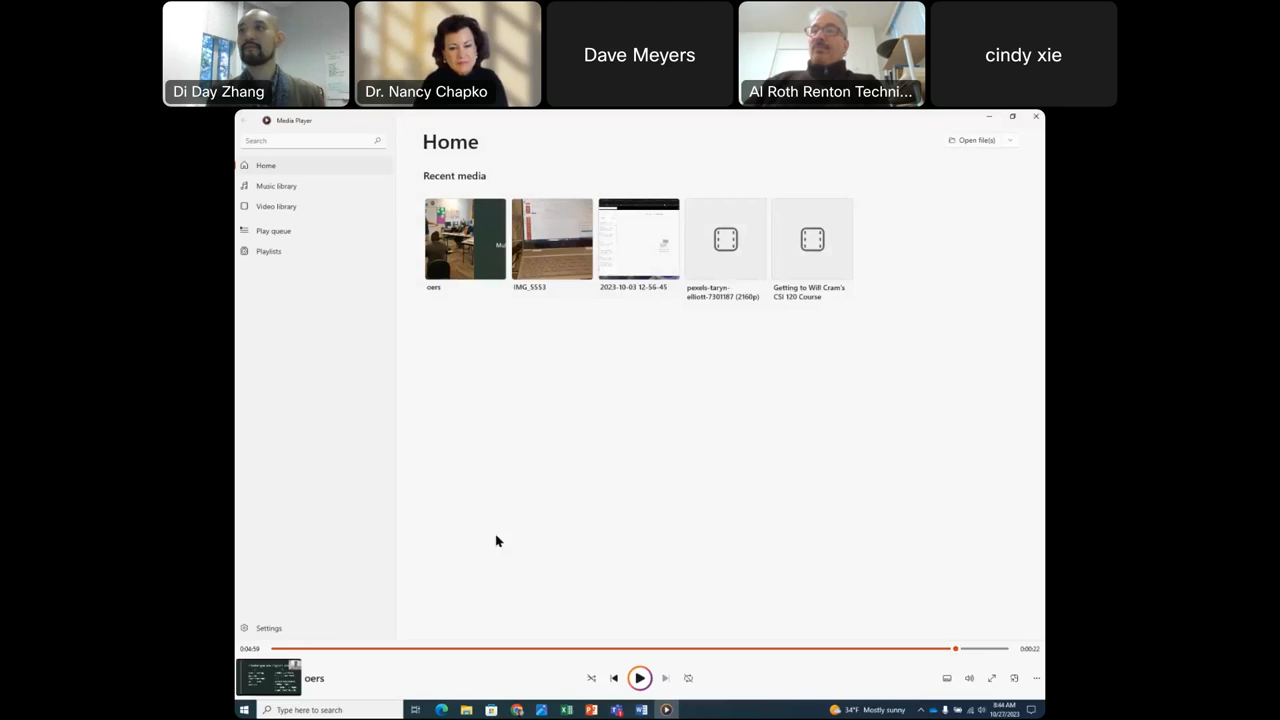 Di Day Zhang
Dr. Nancy Chapko
Dave Meyers
Al Roth Renton Techni...
cindy xie
Media Player
Search
Home
Music library
Video library
Play queue
Playlists
Settings
Home
Open file(s)
Recent media
oers
IMG_5553
2023-10-03 12-56-45
pexels-taryn-
elliott-7301187 (2160p)
Getting to Will Cram's
CSI 120 Course
0:04:59
0:00:22
oers
Type here to search
34°F Mostly sunny
8:44 AM
10/27/2023